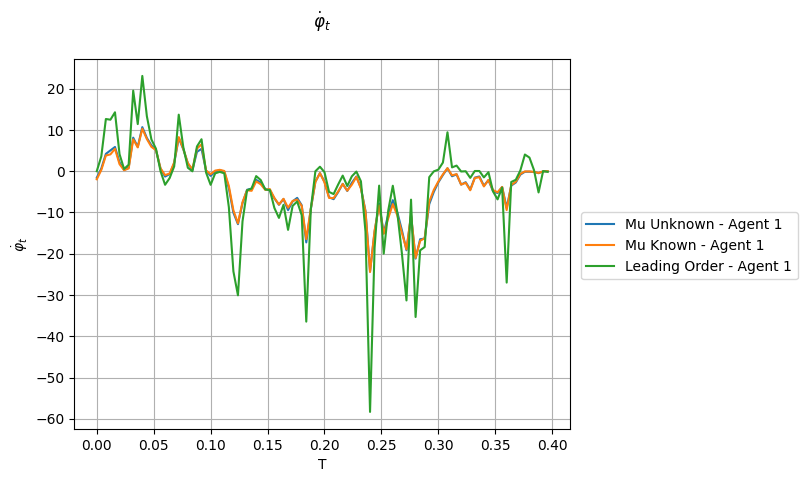 φ̇ₜ
20
10
0
−10
−20
−30
−40
−50
−60
φ̇ₜ
0.00 0.05 0.10 0.15 0.20 0.25 0.30 0.35 0.40
T
Mu Unknown - Agent 1
Mu Known - Agent 1
Leading Order - Agent 1